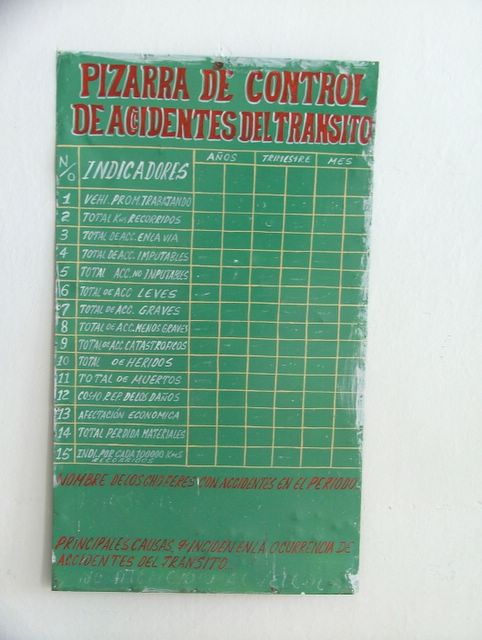 PIZARRA DE CONTROL
DE ACCIDENTES DEL TRANSITO
N/O INDICADORES AÑOS TRIMESTRE MES
1 VEHI. PROM. TRABAJANDO
2 TOTAL Kms RECORRIDOS
3 TOTAL DE ACC. EN LA VIA
4 TOTAL DE ACC. IMPUTABLES
5 TOTAL ACC. NO INPUTABLES
6 TOTAL DE ACC LEVES
7 TOTAL DE ACC. GRAVES
8 TOTAL DE ACC. MENOS GRAVES
9 TOTAL DE ACC CATASTROFICOS
10 TOTAL DE HERIDOS
11 TOTAL DE MUERTOS
12 COSTO REP. DE LOS DAÑOS
13 AFECTACIÓN ECONOMICA
14 TOTAL PERDIDA MATERIALES
15 INDI. POR CADA 100000 Kms
RECORRIDOS
NOMBRE DE LOS CHOFERES CON ACCIDENTES EN EL PERIODO
PRINCIPALES CAUSAS Q' INCIDEN EN LA OCURRENCIA DE
ACCIDENTES DEL TRANSITO